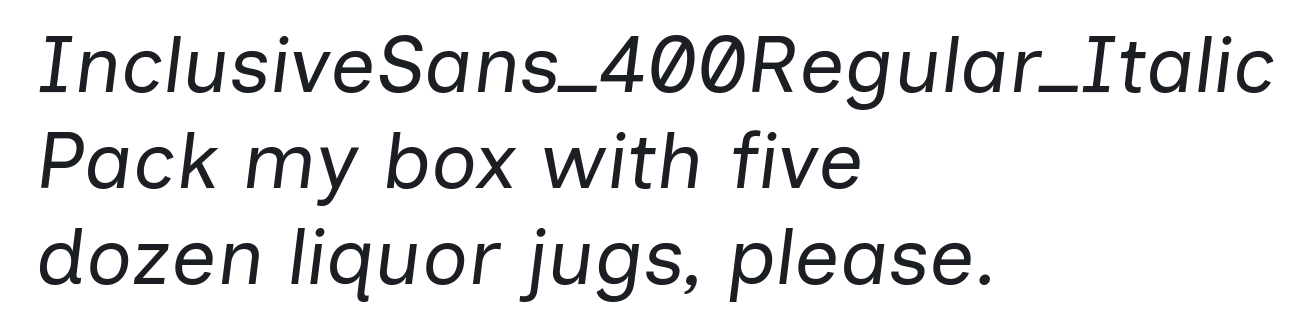 InclusiveSans_400Regular_Italic
Pack my box with five
dozen liquor jugs, please.